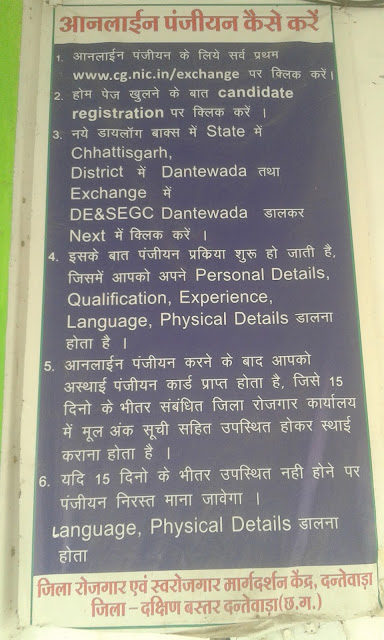 आनलाईन पंजीयन कैसे करें
1. आनलाईन पंजीयन के लिये सर्व प्रथम
www.cg.nic.in/exchange पर क्लिक करें।
2. होम पेज खुलने के बात candidate
registration पर क्लिक करें ।
3. नये डायलॉग बाक्स में State में
Chhattisgarh,
District में Dantewada तथा
Exchange में
DE&SEGC Dantewada डालकर
Next में क्लिक करें ।
4. इसके बात पंजीयन प्रकिया शुरू हो जाती है,
जिसमें आपको अपने Personal Details,
Qualification, Experience,
Language, Physical Details डालना
होता है ।
5. आनलाईन पंजीयन करने के बाद आपको
अस्थाई पंजीयन कार्ड प्राप्त होता है, जिसे 15
दिनो के भीतर संबंधित जिला रोजगार कार्यालय
में मूल अंक सूची सहित उपस्थित होकर स्थाई
कराना होता है ।
6. यदि 15 दिनो के भीतर उपस्थित नही होने पर
पंजीयन निरस्त माना जावेगा ।
Language, Physical Details डालना
होता
जिला रोजगार एवं स्वरोजगार मार्गदर्शन केंद्र, दन्तेवाड़ा
जिला – दक्षिण बस्तर दन्तेवाड़ा(छ.ग.)